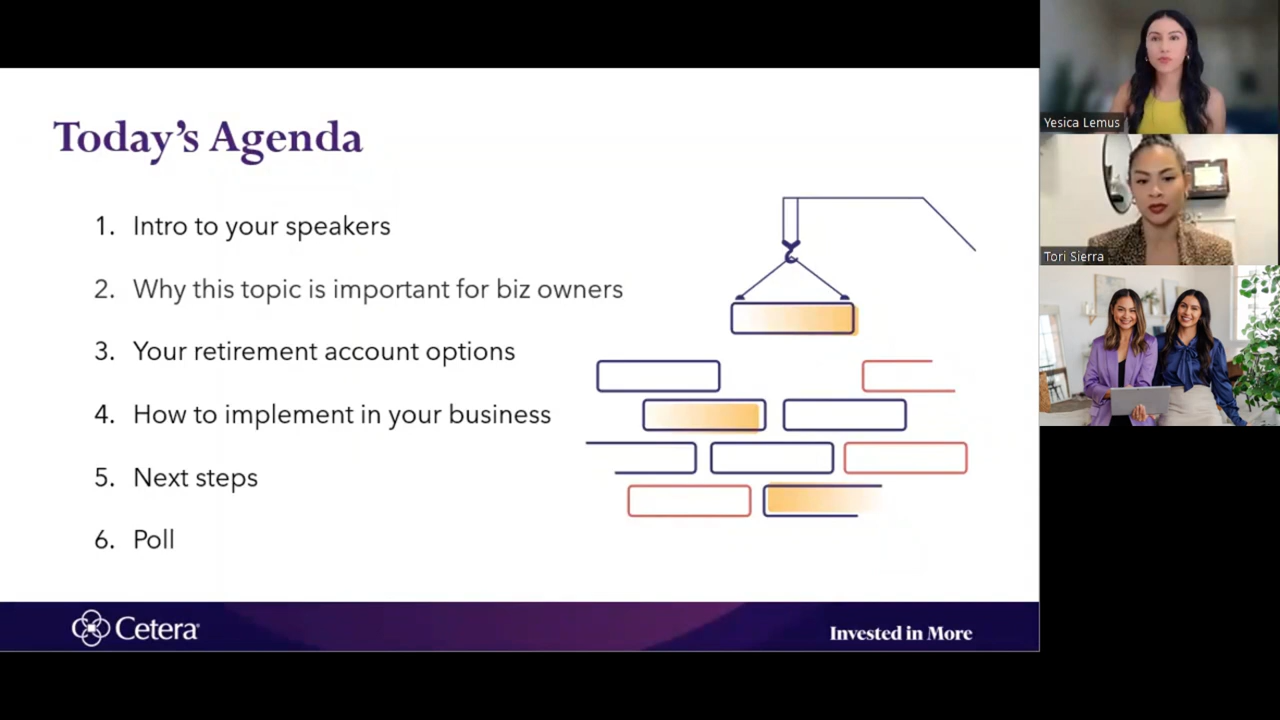 Today's Agenda
1. Intro to your speakers
2. Why this topic is important for biz owners
3. Your retirement account options
4. How to implement in your business
5. Next steps
6. Poll
Cetera®
Invested in More
Yesica Lemus
Tori Sierra